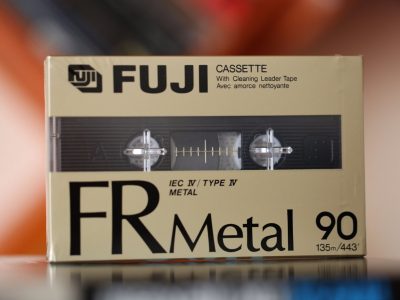 FUJI
FUJI
CASSETTE
With Cleaning Leader Tape
Avec amorce nettoyante
A
IEC IV / TYPE IV
METAL
FR Metal
90
135m/443'